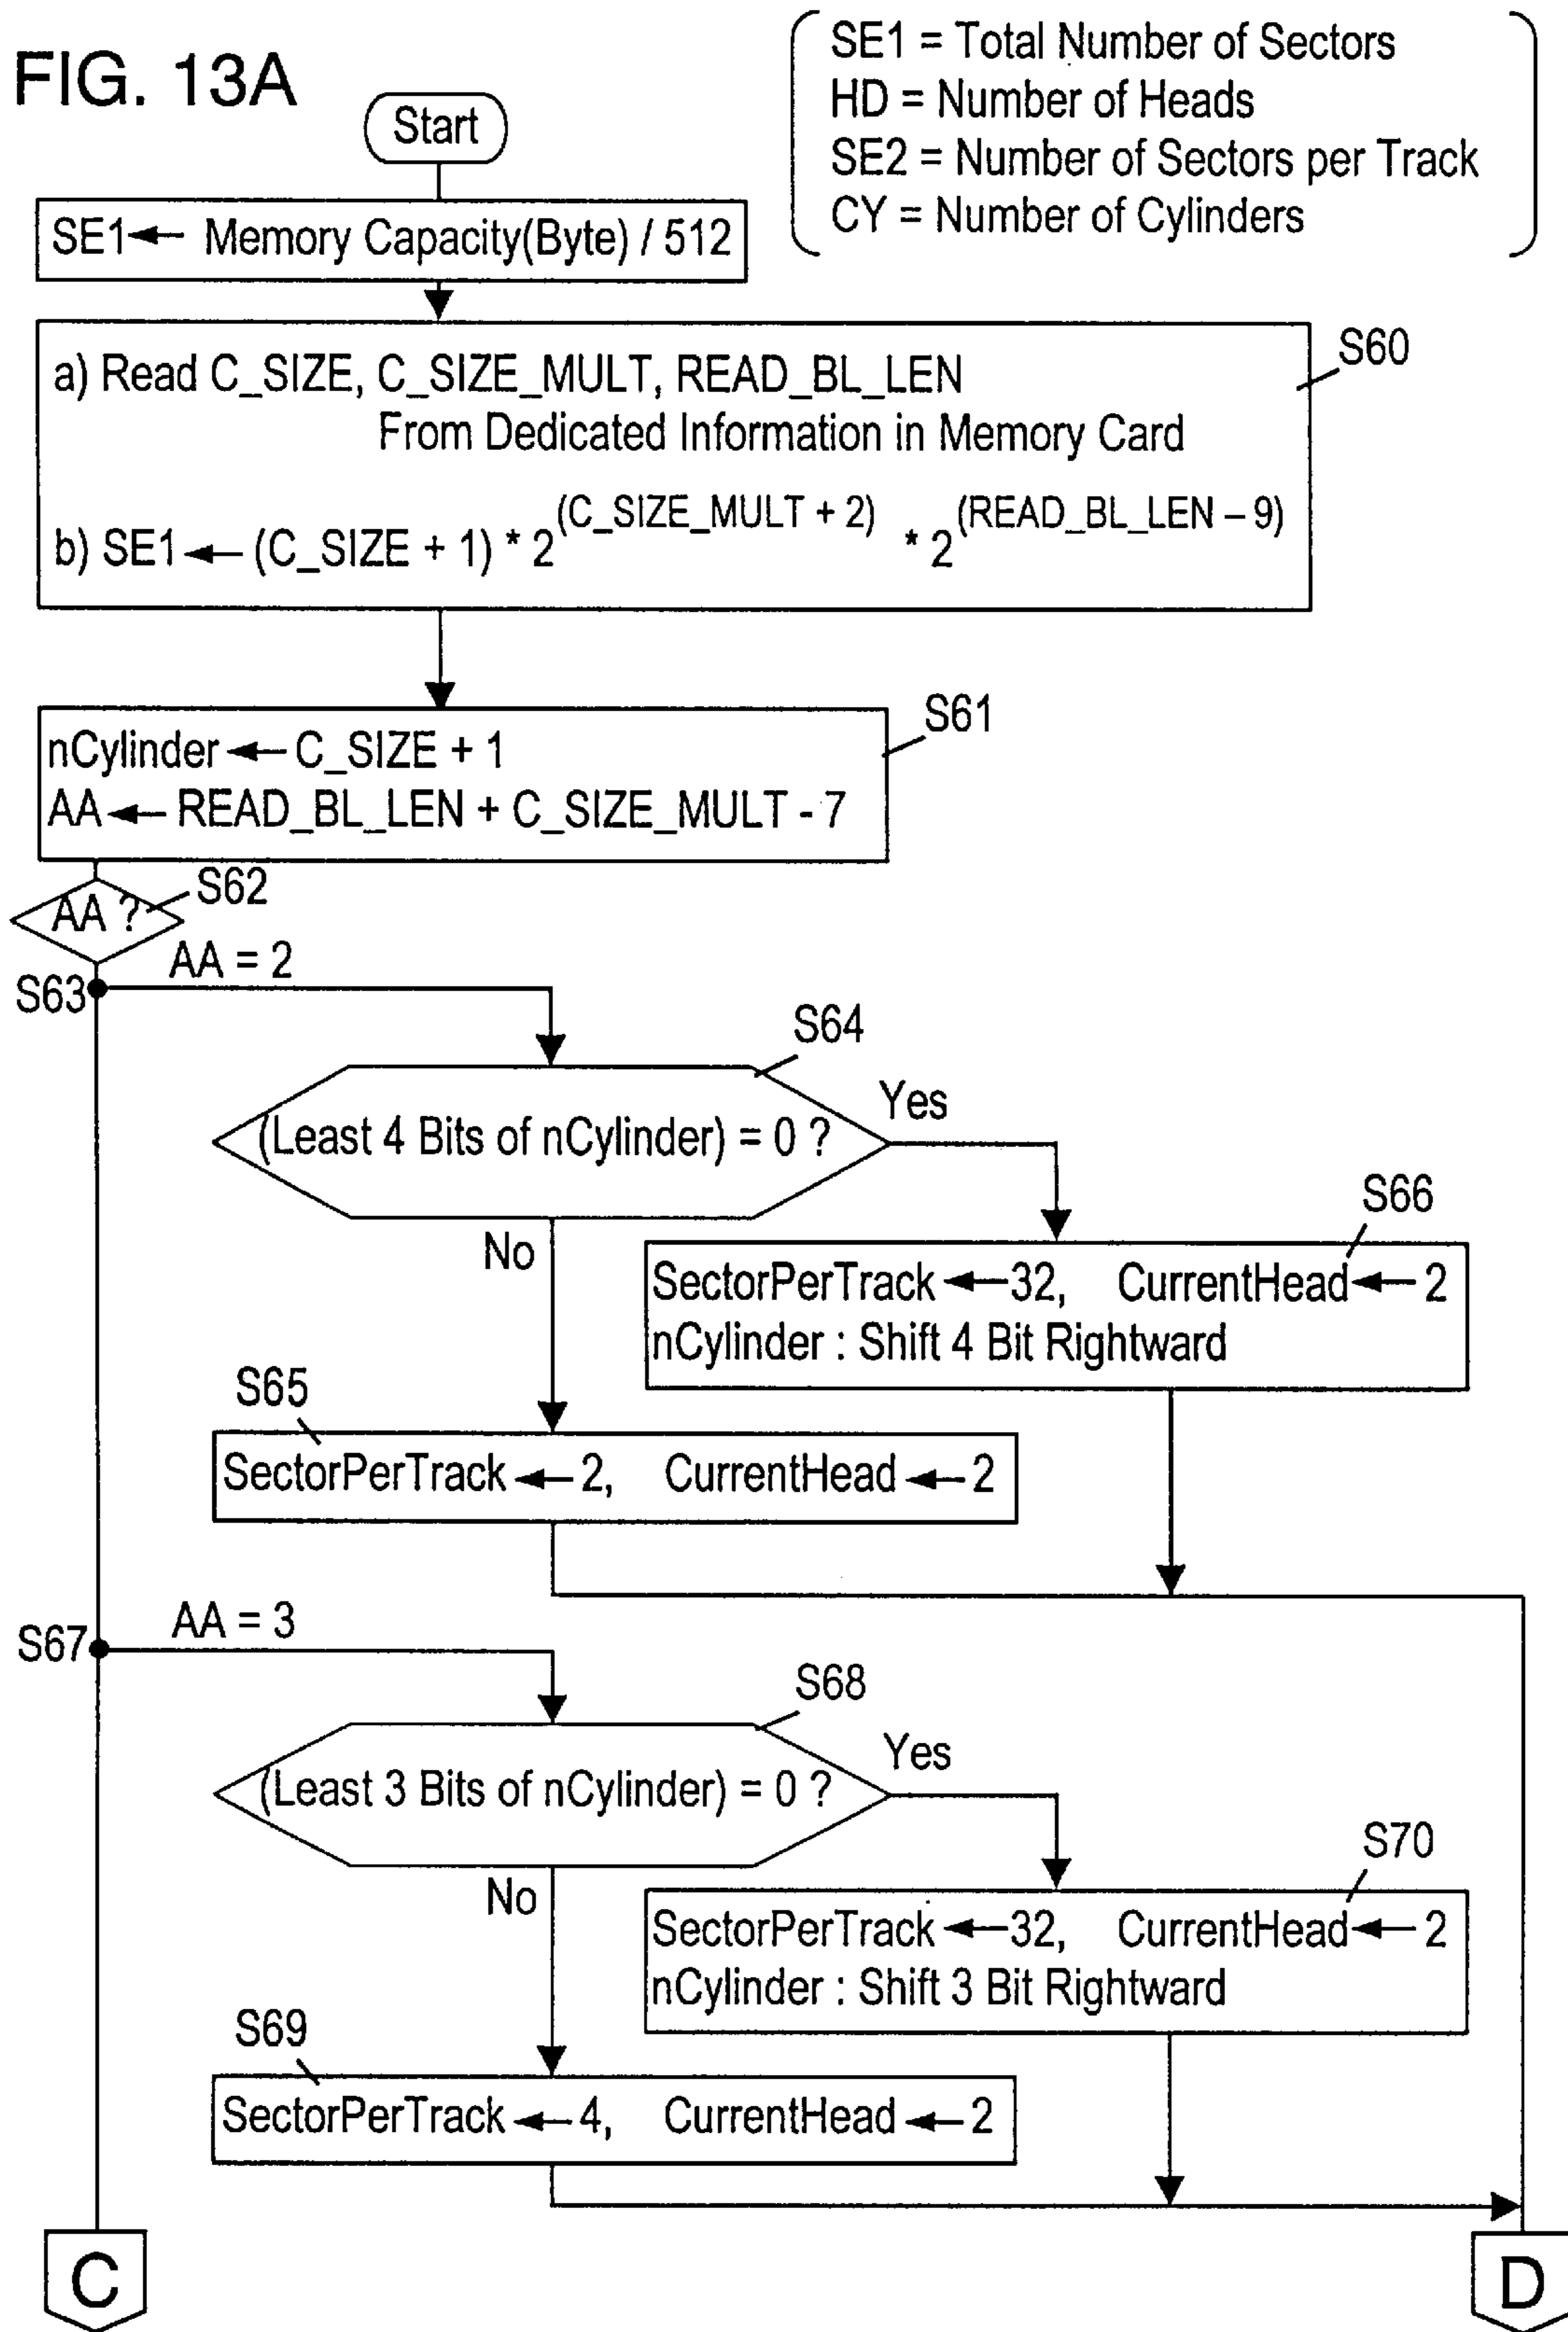 FIG. 13A
SE1 = Total Number of Sectors
HD = Number of Heads
SE2 = Number of Sectors per Track
CY = Number of Cylinders
Start
SE1← Memory Capacity(Byte) / 512
S60
a) Read C_SIZE, C_SIZE_MULT, READ_BL_LEN
From Dedicated Information in Memory Card
b) SE1← (C_SIZE + 1) * 2^(C_SIZE_MULT + 2) * 2^(READ_BL_LEN – 9)
S61
nCylinder← C_SIZE + 1
AA← READ_BL_LEN + C_SIZE_MULT - 7
S62
AA ?
S63
AA = 2
S64
(Least 4 Bits of nCylinder) = 0 ?
Yes
No
S66
SectorPerTrack ←32, CurrentHead← 2
nCylinder : Shift 4 Bit Rightward
S65
SectorPerTrack ←2, CurrentHead ← 2
S67
AA = 3
S68
(Least 3 Bits of nCylinder) = 0 ?
Yes
No
S70
SectorPerTrack ←32, CurrentHead← 2
nCylinder : Shift 3 Bit Rightward
S69
SectorPerTrack ←4, CurrentHead ← 2
C
D